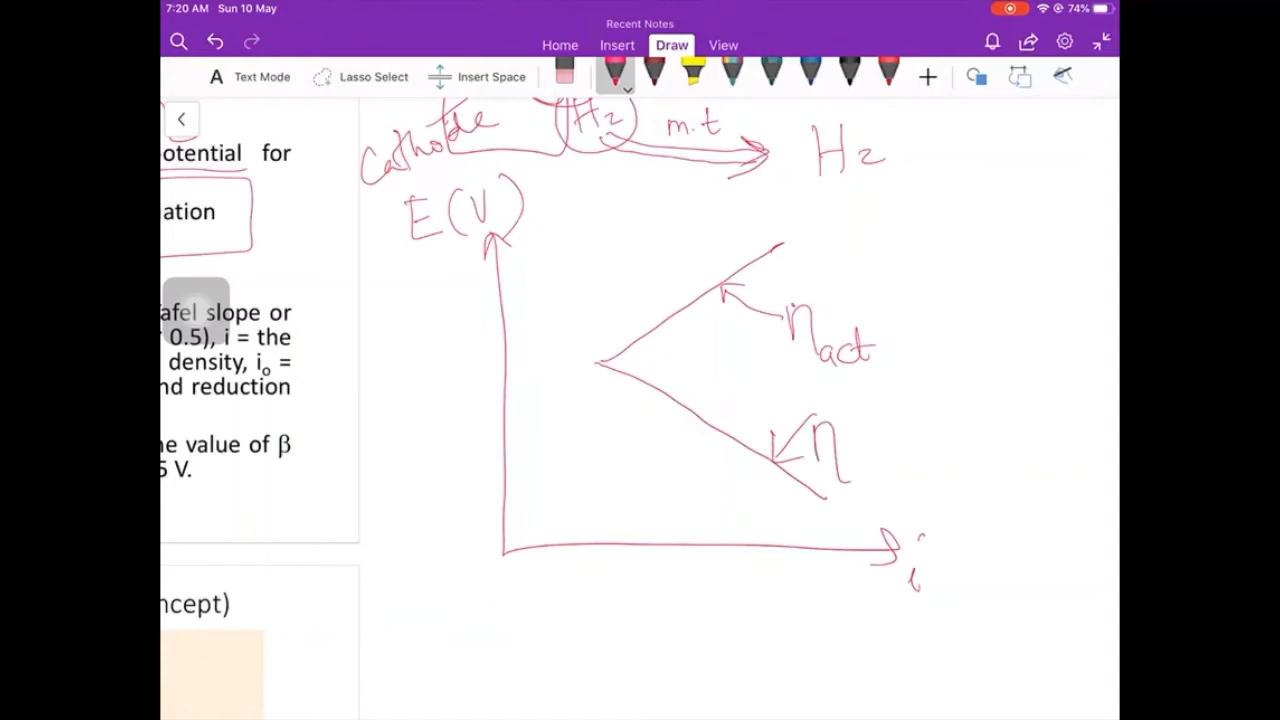 7:20 AM Sun 10 May
74%
Recent Notes
Home Insert Draw View
A Text Mode Lasso Select Insert Space
Cathode H2 m.t H2
otential for
ation
E(V)
afel slope or
0.5), i = the
density, io =
nd reduction
ηact
ne value of β
5 V.
η
i
ncept)